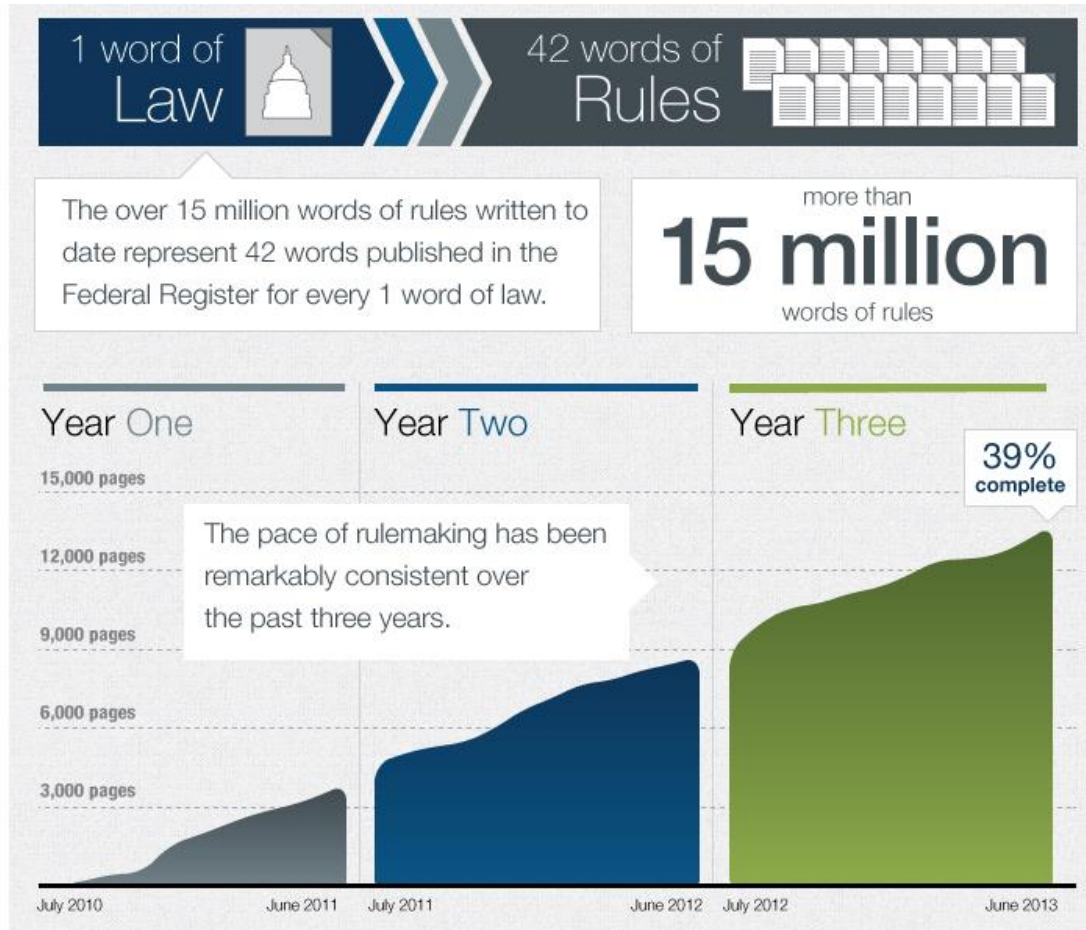 1 word of
Law
42 words of
Rules
The over 15 million words of rules written to
date represent 42 words published in the
Federal Register for every 1 word of law.
more than
15 million
words of rules
Year One
Year Two
Year Three
39%
complete
15,000 pages
The pace of rulemaking has been
remarkably consistent over
the past three years.
12,000 pages
9,000 pages
6,000 pages
3,000 pages
July 2010
June 2011
July 2011
June 2012
July 2012
June 2013